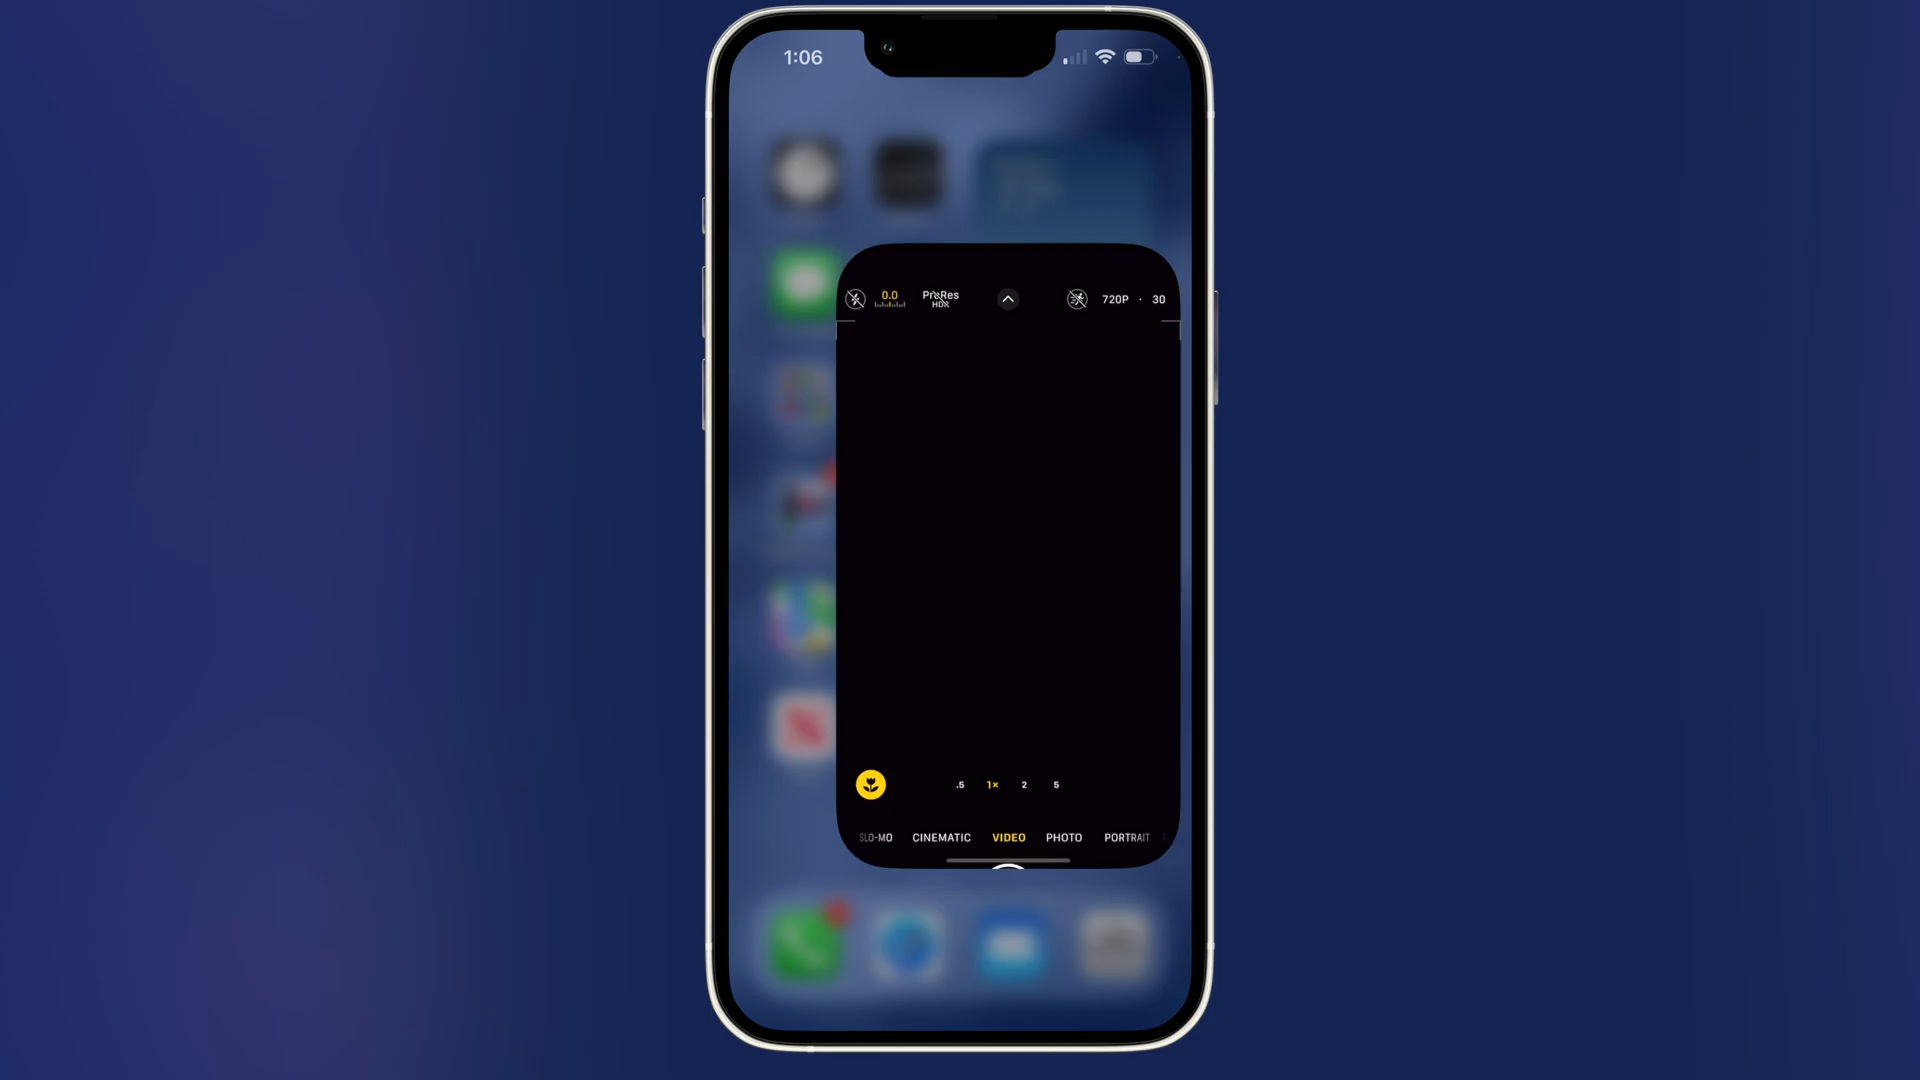 1:06
0.0
ProRes
HDR
720P · 30
.5 1× 2 5
SLO-MO CINEMATIC VIDEO PHOTO PORTRAIT